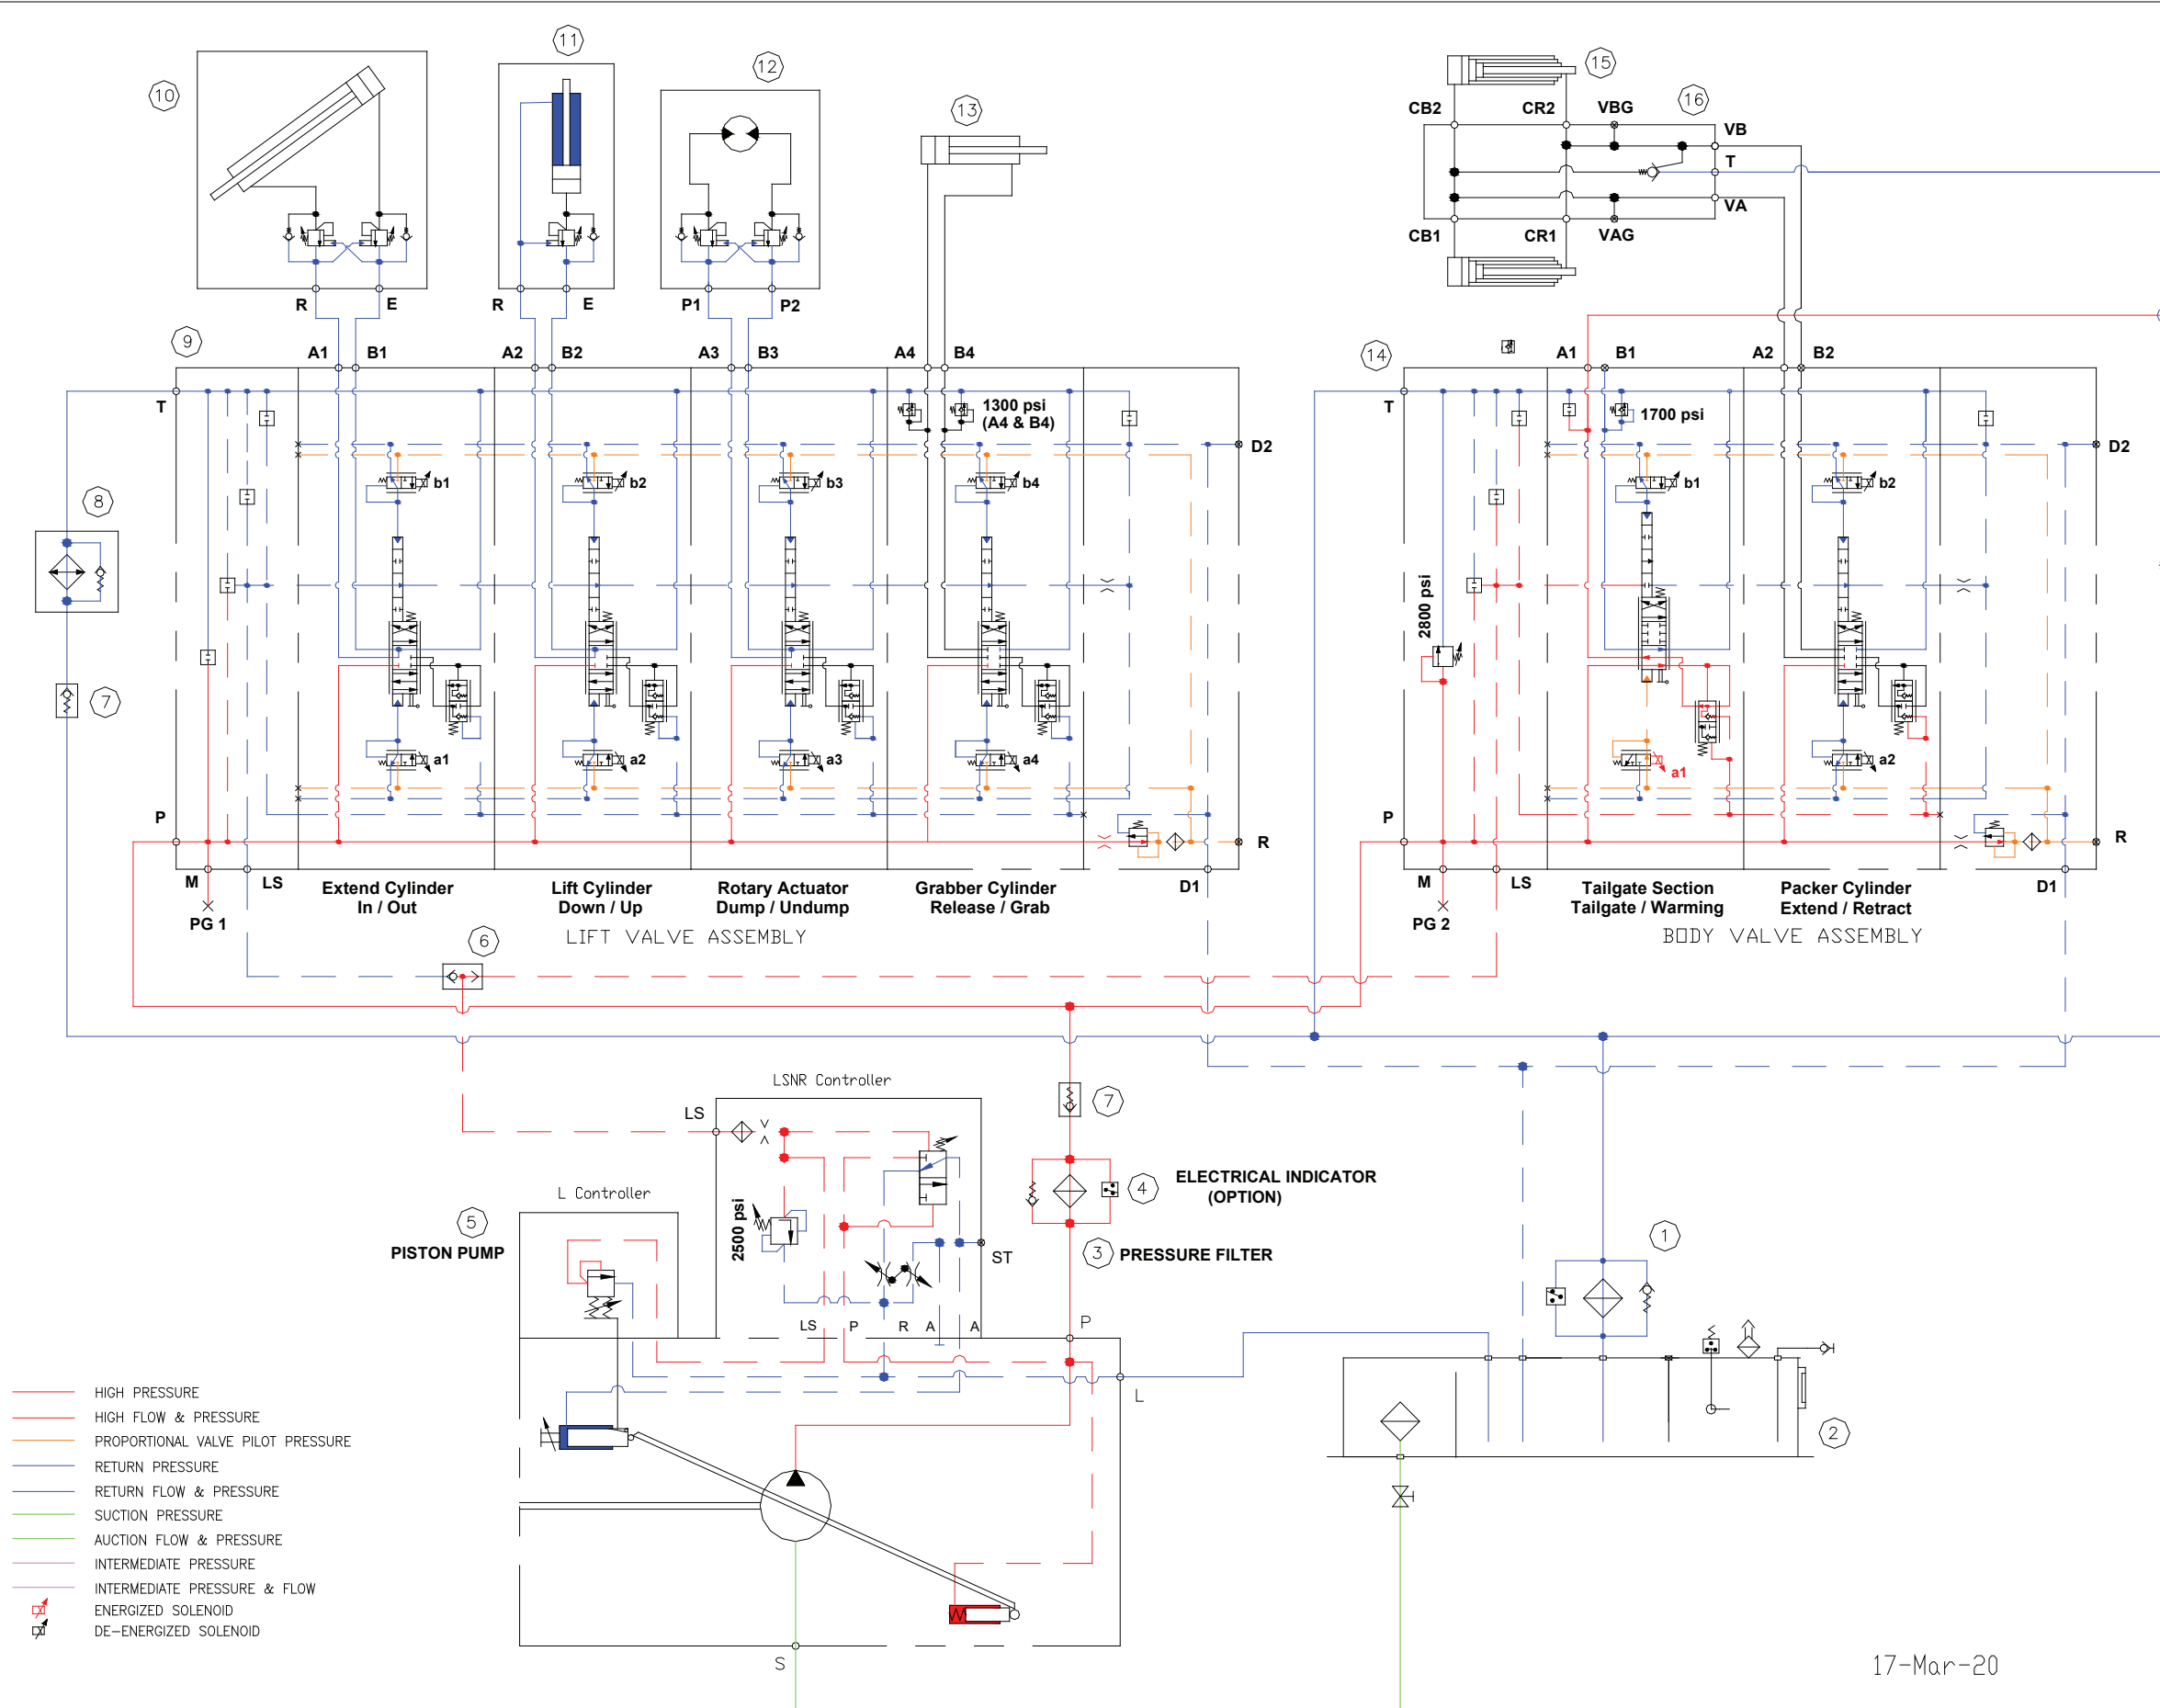 11
15
10
12
16
13
CB2
CR2
VBG
VB
T
VA
CB1
CR1
VAG
R
E
R
E
P1
P2
9
A1
B1
A2
B2
A3
B3
A4
B4
14
A1
B1
A2
B2
T
1300 psi
(A4 & B4)
D2
T
1700 psi
D2
8
b1
b2
b3
b4
b1
b2
2800 psi
7
a1
a2
a3
a4
a1
a2
P
R
P
R
M
LS
D1
M
LS
D1
PG 1
Extend Cylinder
In / Out
Lift Cylinder
Down / Up
Rotary Actuator
Dump / Undump
Grabber Cylinder
Release / Grab
PG 2
Tailgate Section
Tailgate / Warming
Packer Cylinder
Extend / Retract
LIFT VALVE ASSEMBLY
BODY VALVE ASSEMBLY
6
LSNR Controller
LS
7
L Controller
4
ELECTRICAL INDICATOR
(OPTION)
5
PISTON PUMP
2500 psi
ST
3
PRESSURE FILTER
1
LS
P
R
A
A
P
L
2
HIGH PRESSURE
HIGH FLOW & PRESSURE
PROPORTIONAL VALVE PILOT PRESSURE
RETURN PRESSURE
RETURN FLOW & PRESSURE
SUCTION PRESSURE
AUCTION FLOW & PRESSURE
INTERMEDIATE PRESSURE
INTERMEDIATE PRESSURE & FLOW
ENERGIZED SOLENOID
DE-ENERGIZED SOLENOID
S
17-Mar-20